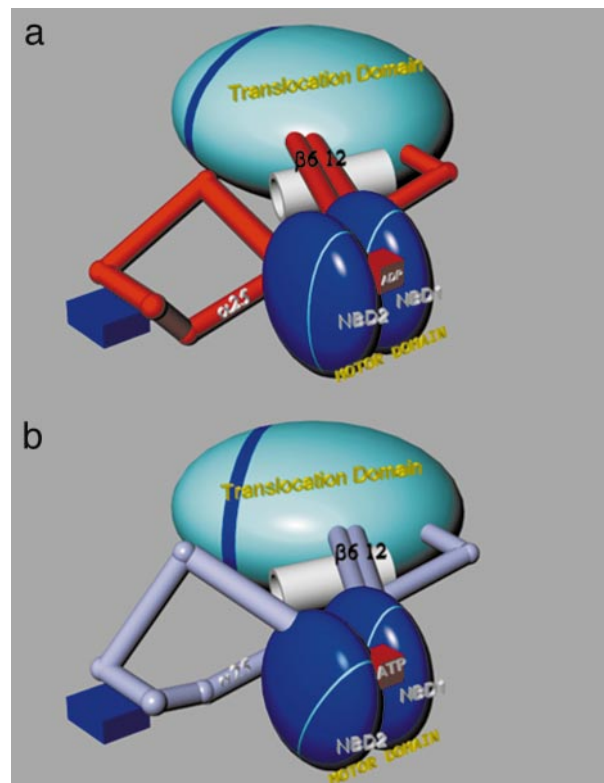 a
Translocation Domain
β6 12
ADP
α25
NBD2 NBD1
MOTOR DOMAIN
b
Translocation Domain
β6 12
ATP
NBD1
NBD2
MOTOR DOMAIN